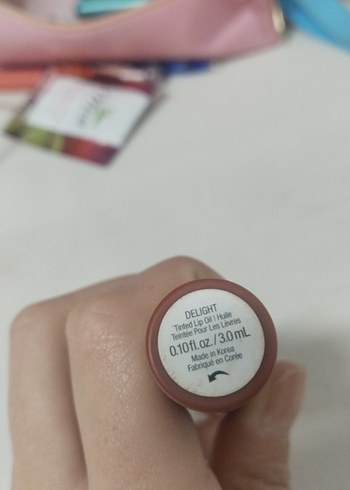 DELIGHT
Tinted Lip Oil | Huile
Teintée Pour Les Lèvres
0.10 fl.oz. / 3.0 mL
Made in Korea
Fabriqué en Corée